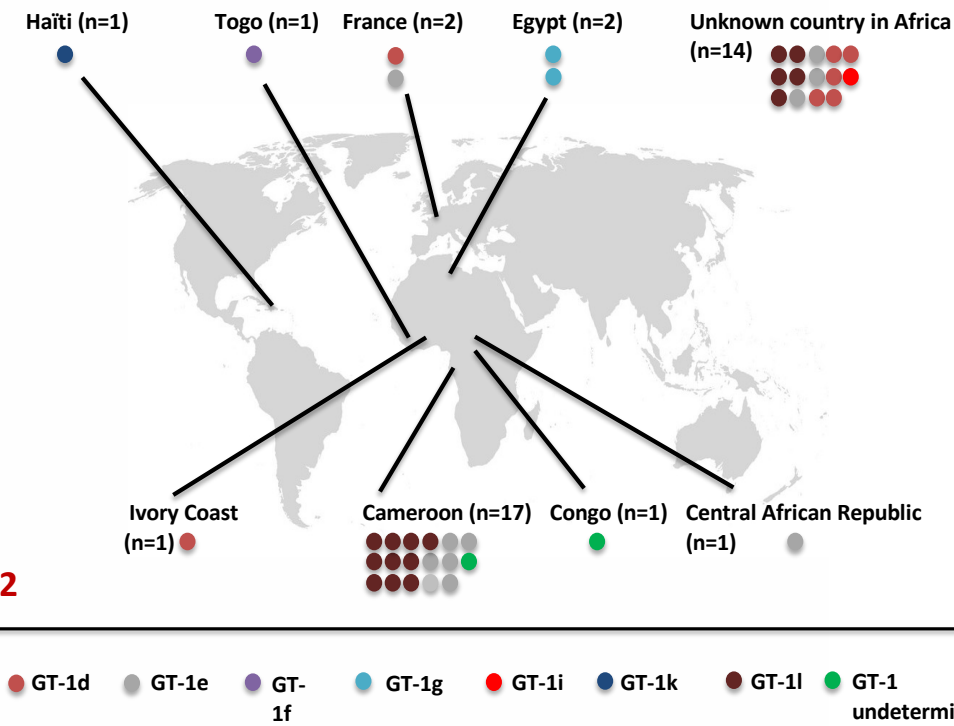 Haïti (n=1)
Togo (n=1)
France (n=2)
Egypt (n=2)
Unknown country in Africa
(n=14)
Ivory Coast
(n=1)
Cameroon (n=17)
Congo (n=1)
Central African Republic
(n=1)
2
GT-1d
GT-1e
GT-
1f
GT-1g
GT-1i
GT-1k
GT-1l
GT-1
undetermi